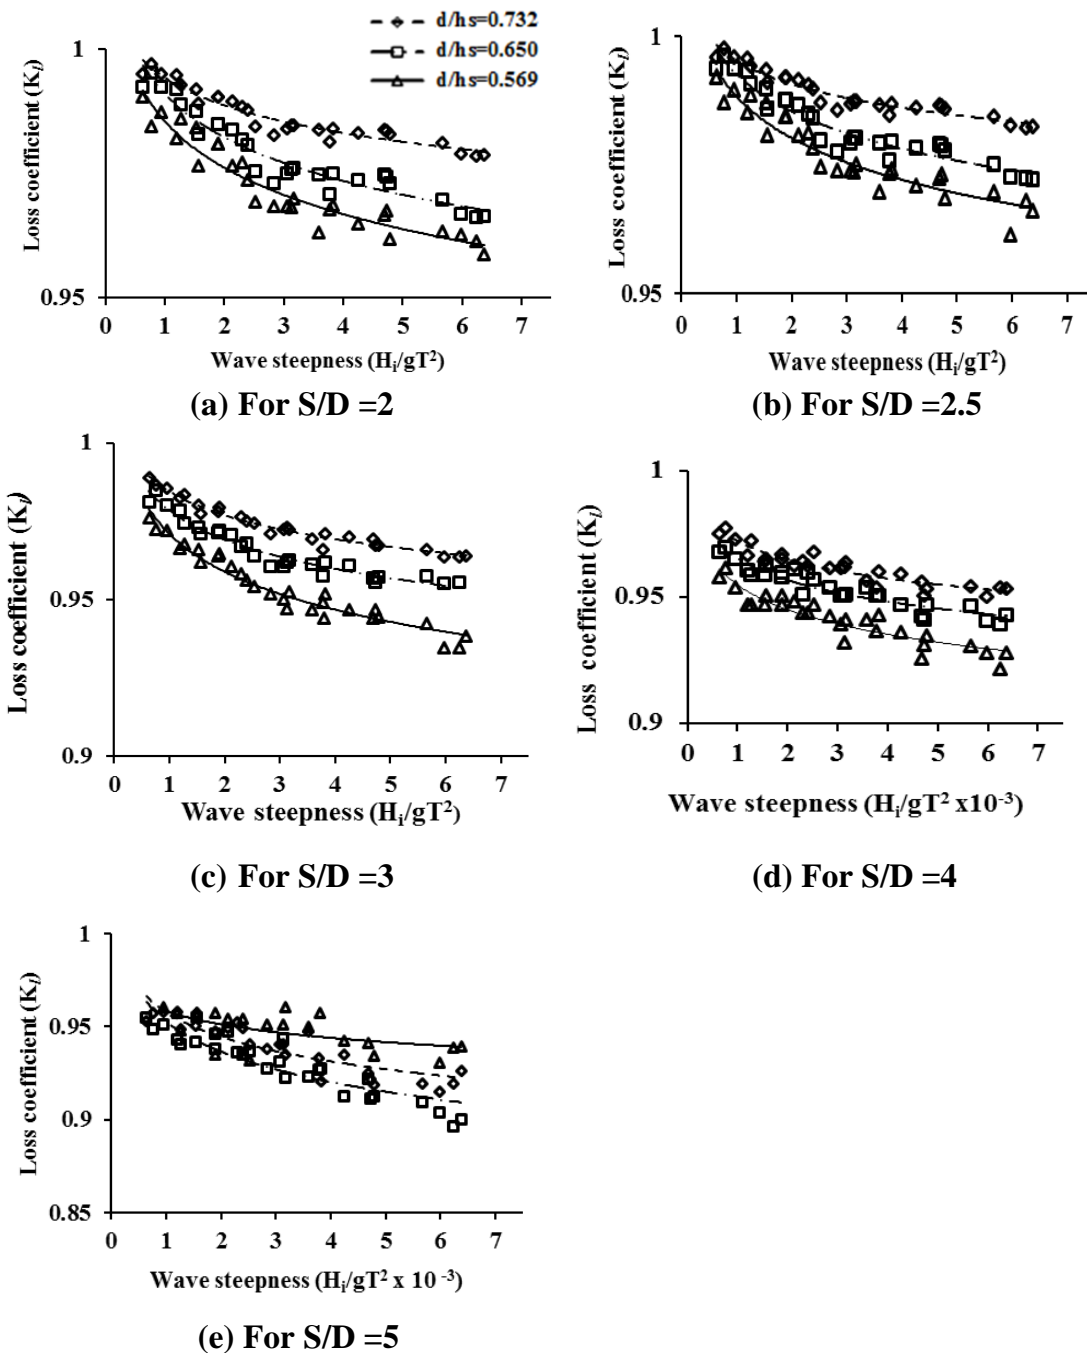 d/hs=0.732
d/hs=0.650
d/hs=0.569
1
0.95
Loss coefficient (Kₗ)
0 1 2 3 4 5 6 7
Wave steepness (Hᵢ/gT²)
(a) For S/D =2
1
0.95
Loss coefficient (Kₗ)
0 1 2 3 4 5 6 7
Wave steepness (Hᵢ/gT²)
(b) For S/D =2.5
1
0.95
0.9
Loss coefficient (Kₗ)
0 1 2 3 4 5 6 7
Wave steepness (Hᵢ/gT²)
(c) For S/D =3
1
0.95
0.9
Loss coefficient (Kₗ)
0 1 2 3 4 5 6 7
Wave steepness (Hᵢ/gT² x10⁻³)
(d) For S/D =4
1
0.95
0.9
0.85
Loss coefficient (Kₗ)
0 1 2 3 4 5 6 7
Wave steepness (Hᵢ/gT² x 10 ⁻³)
(e) For S/D =5